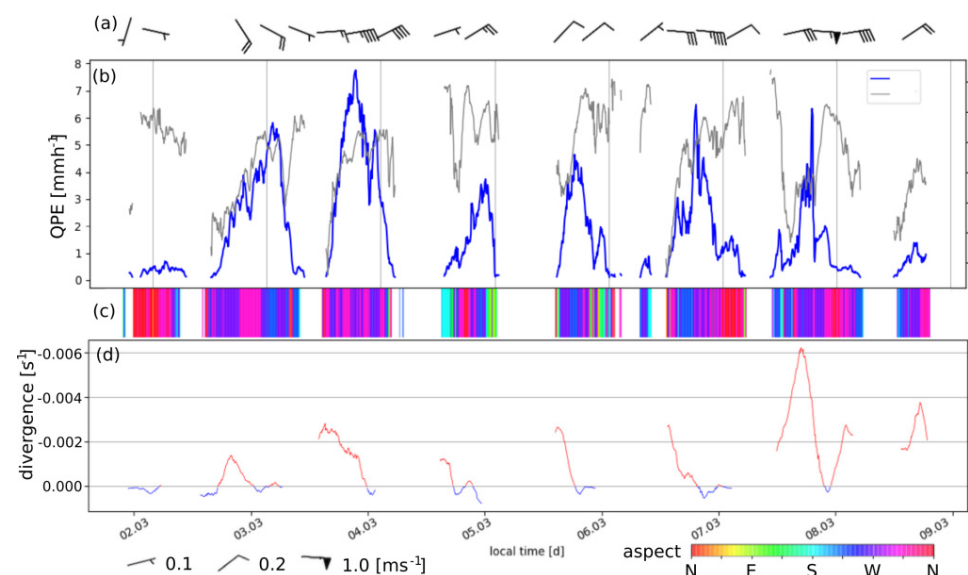 (a)
(b)
8
7
6
5
4
3
2
1
0
QPE [mmh⁻¹]
(c)
(d)
-0.006
-0.004
-0.002
0.000
divergence [s⁻¹]
02.03 03.03 04.03 05.03 06.03 07.03 08.03 09.03
local time [d]
0.1 0.2 1.0 [ms⁻¹]
aspect
N E S W N